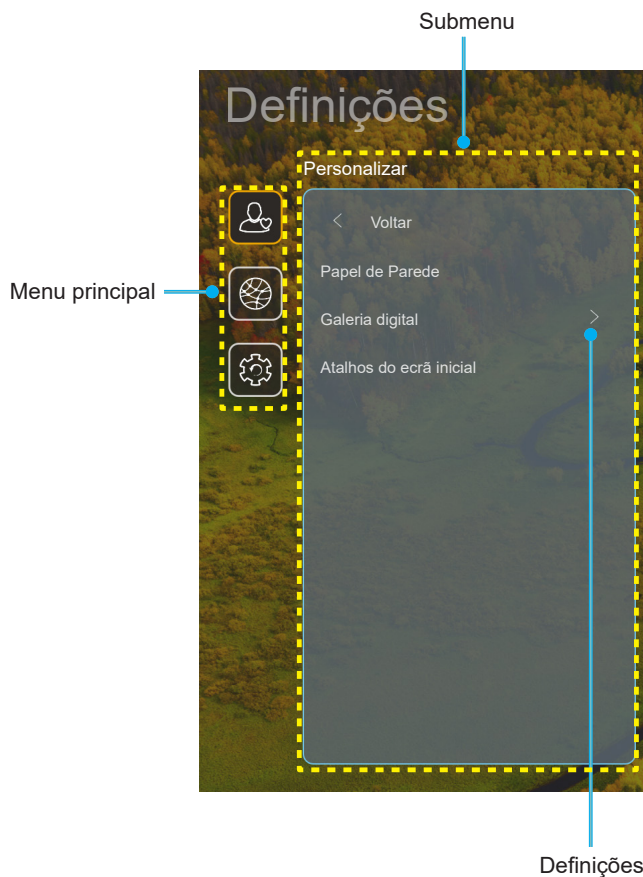 Submenu
Definições
Personalizar
Voltar
Menu principal
Papel de Parede
Galeria digital
Atalhos do ecrã inicial
Definições